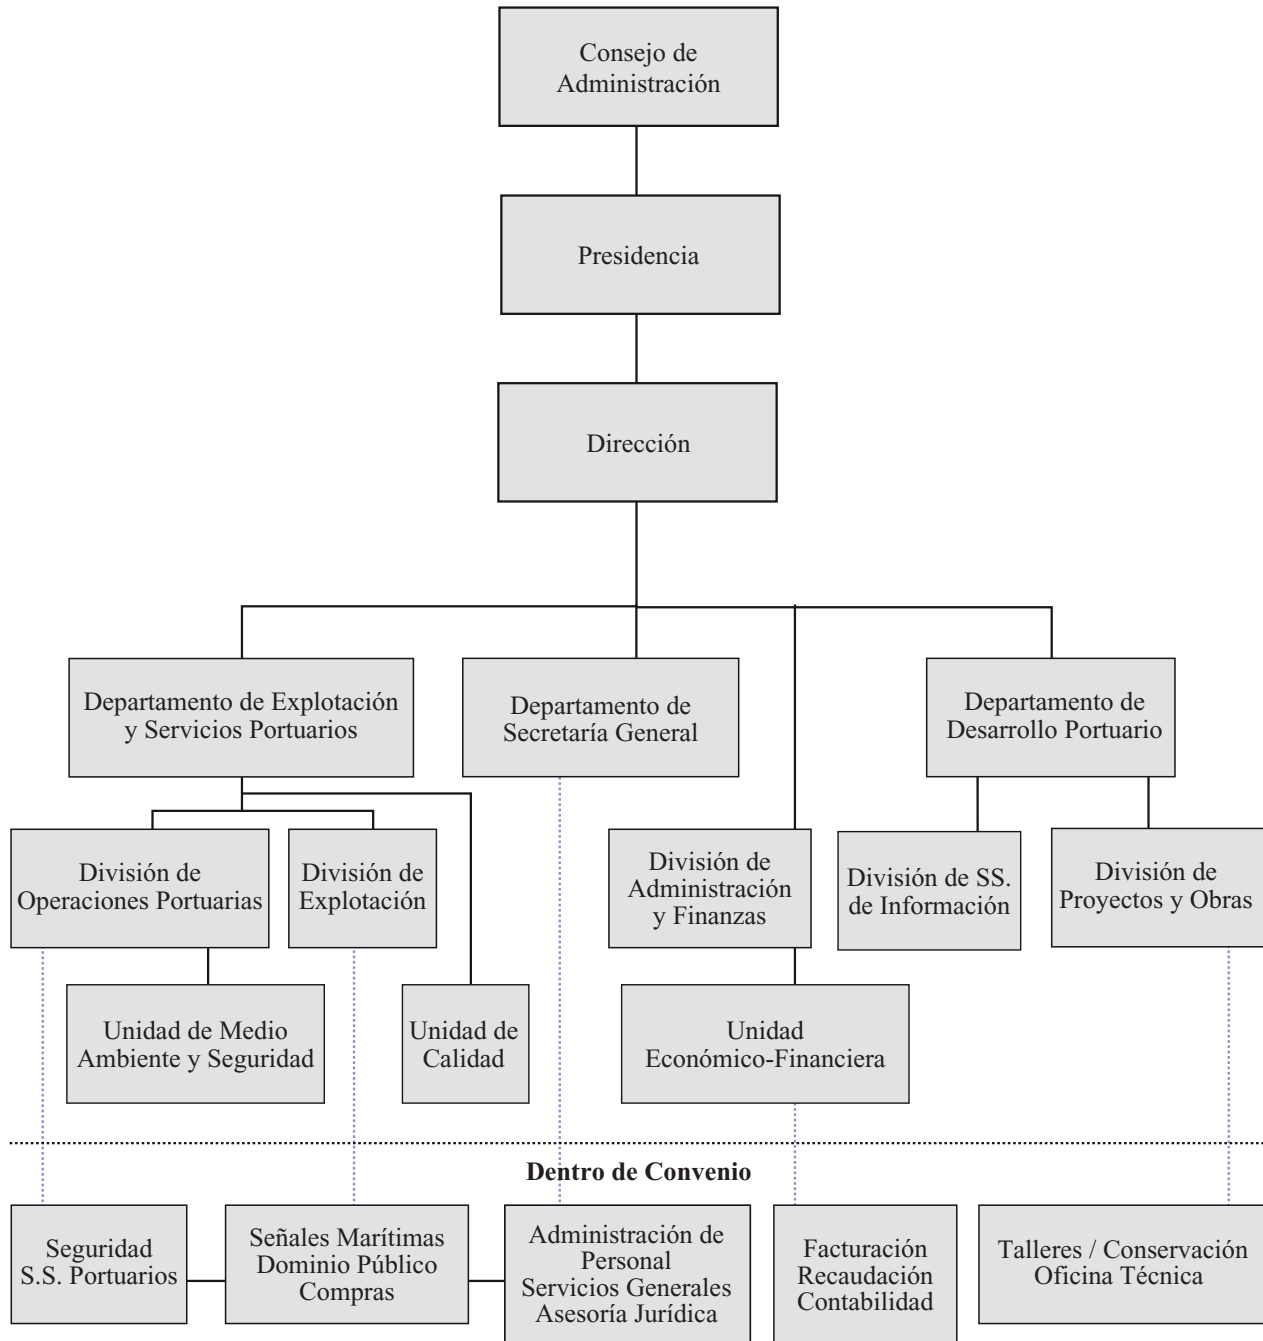 Consejo de
Administración
Presidencia
Dirección
Departamento de Explotación
y Servicios Portuarios
Departamento de
Secretaría General
Departamento de
Desarrollo Portuario
División de
Operaciones Portuarias
División de
Explotación
División de
Administración
y Finanzas
División de SS.
de Información
División de
Proyectos y Obras
Unidad de Medio
Ambiente y Seguridad
Unidad de
Calidad
Unidad
Económico-Financiera
Dentro de Convenio
Seguridad
S.S. Portuarios
Señales Marítimas
Dominio Público
Compras
Administración de
Personal
Servicios Generales
Asesoría Jurídica
Facturación
Recaudación
Contabilidad
Talleres / Conservación
Oficina Técnica